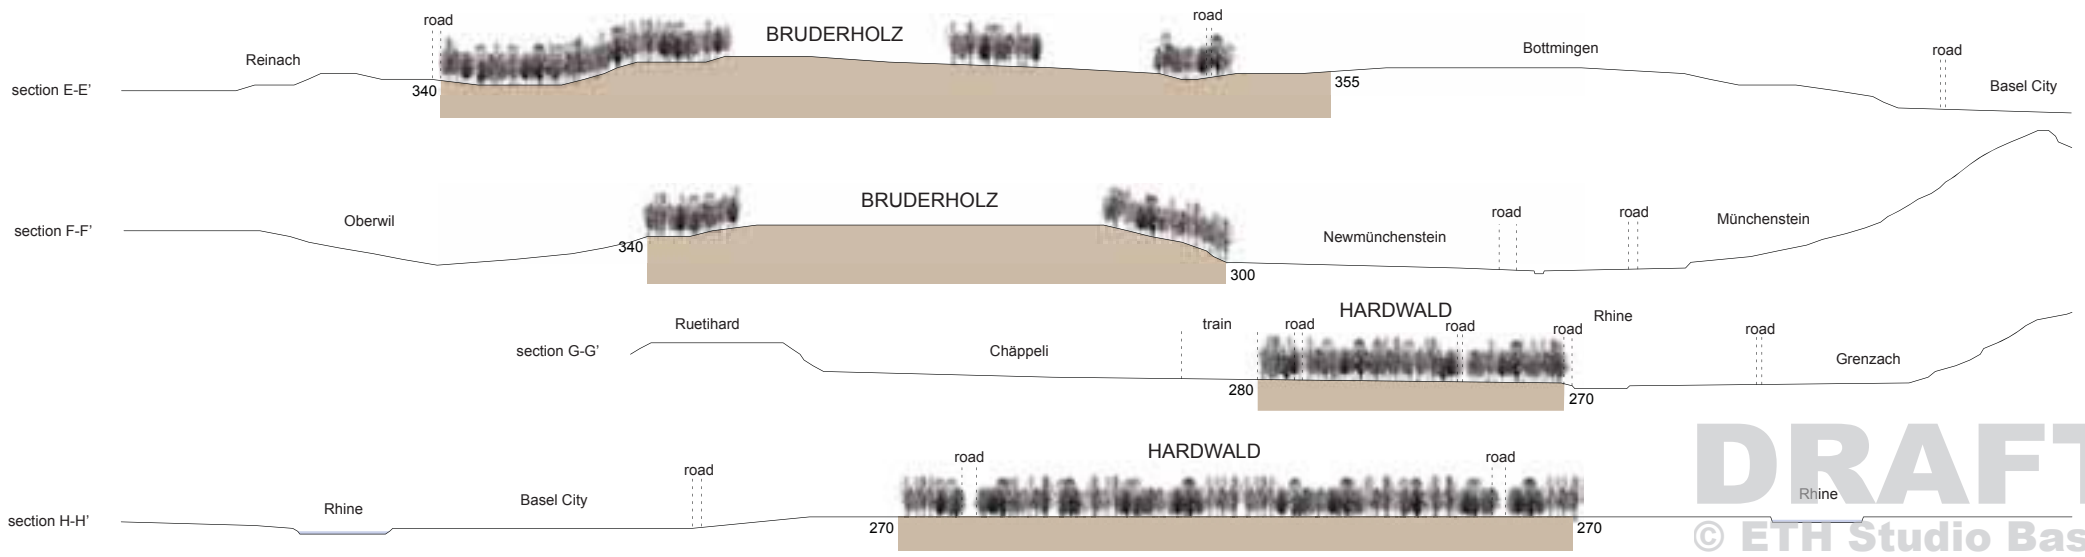 road
BRUDERHOLZ
road
Reinach
Bottmingen
road
section E-E'
340
355
Basel City
BRUDERHOLZ
Oberwil
road
road
Münchenstein
section F-F'
340
Newmünchenstein
300
HARDWALD
Ruetihard
train
road
road
road
Rhine
road
section G-G'
Chäppeli
Grenzach
280
270
HARDWALD
road
road
road
Rhine
Basel City
Rhine
section H-H'
270
270
DRAFT
© ETH Studio Bas